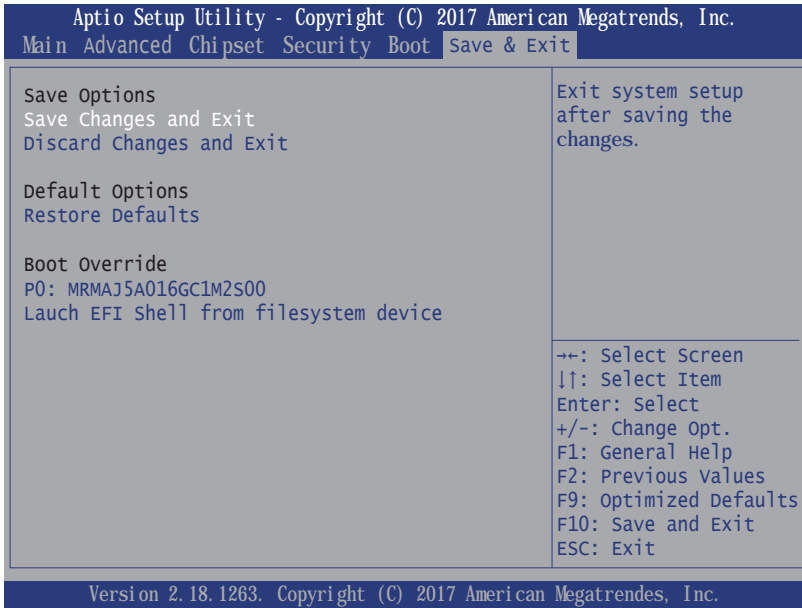 Aptio Setup Utility - Copyright (C) 2017 American Megatrends, Inc.
Main Advanced Chipset Security Boot Save & Exit
Save Options
Save Changes and Exit
Discard Changes and Exit
Default Options
Restore Defaults
Boot Override
P0: MRMAJ5A016GC1M2S00
Lauch EFI Shell from filesystem device
Exit system setup
after saving the
changes.
→←: Select Screen
↓↑: Select Item
Enter: Select
+/-: Change Opt.
F1: General Help
F2: Previous Values
F9: Optimized Defaults
F10: Save and Exit
ESC: Exit
Version 2.18.1263. Copyright (C) 2017 American Megatrendes, Inc.